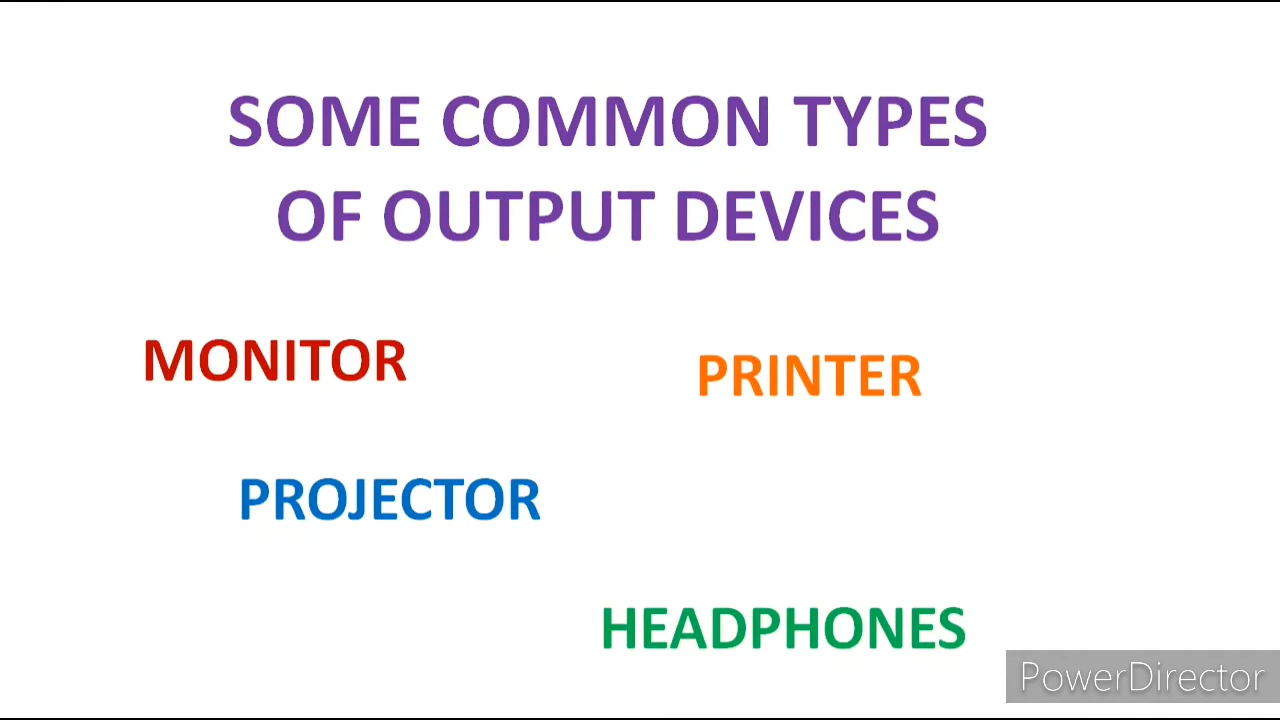 SOME COMMON TYPES
OF OUTPUT DEVICES
MONITOR
PRINTER
PROJECTOR
HEADPHONES
PowerDirector